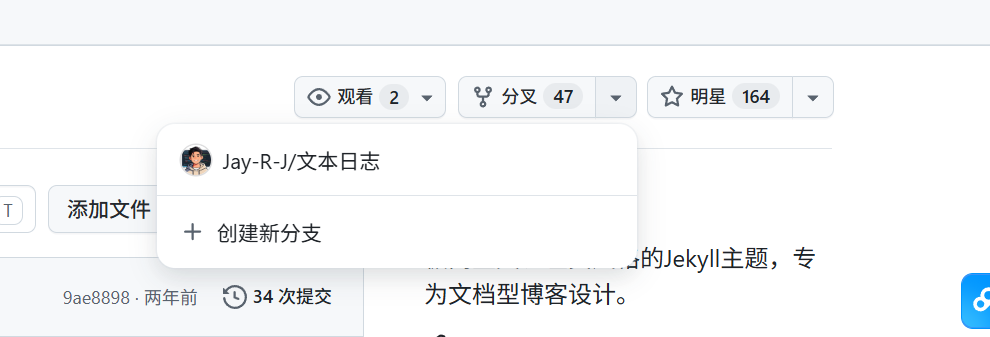 观看 2 分叉 47 明星 164
Jay-R-J/文本日志
T 添加文件
创建新分支
的Jekyll主题，专
9ae8898 · 两年前 34 次提交
为文档型博客设计。